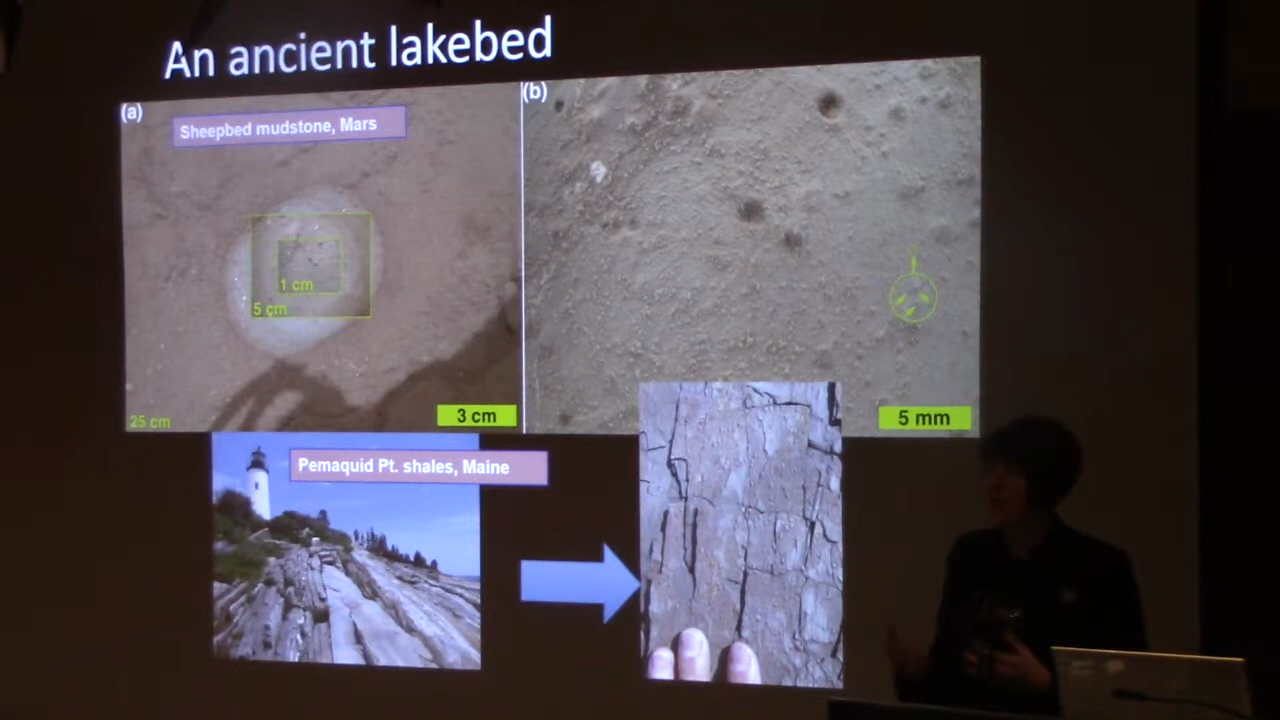 An ancient lakebed
(a)
Sheepbed mudstone, Mars
(b)
1 cm
5 cm
25 cm
3 cm
5 mm
Pemaquid Pt. shales, Maine